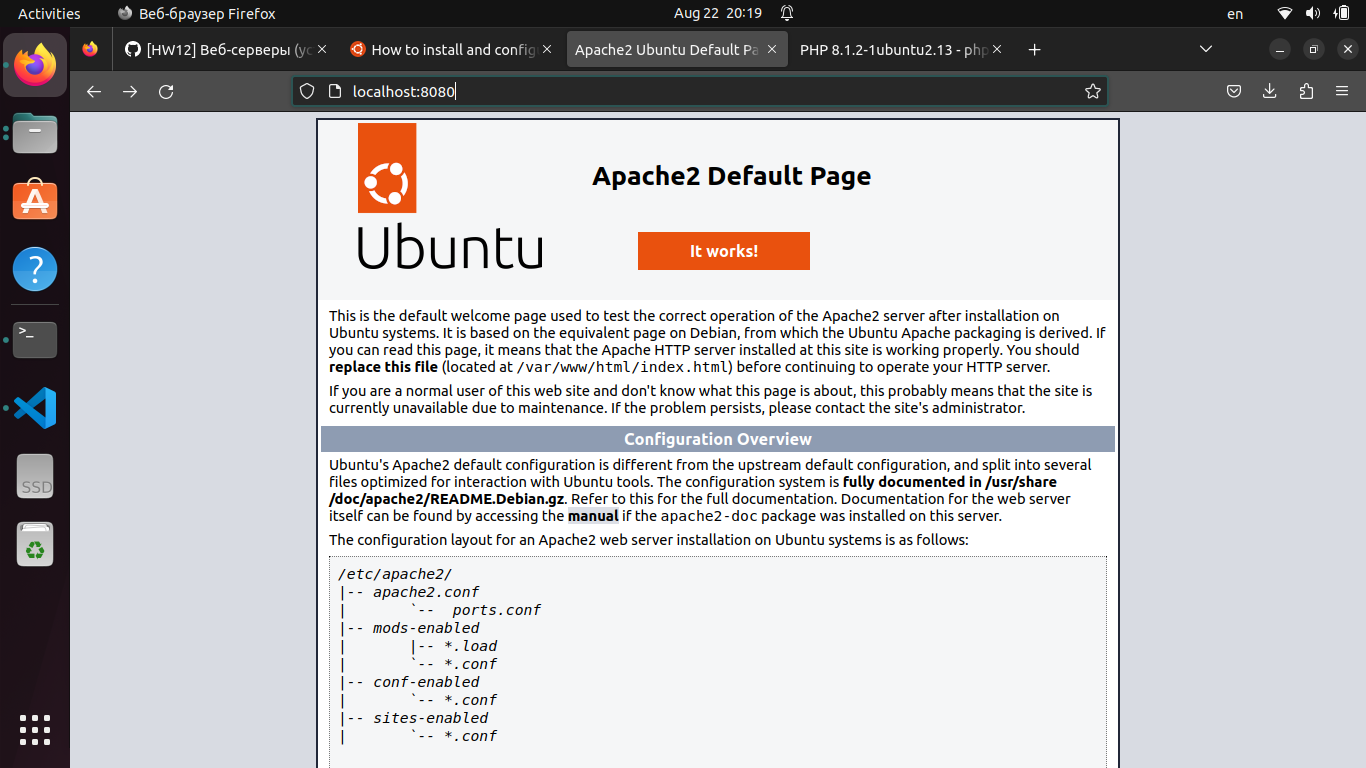 Activities Веб-браузер Firefox Aug 22 20:19 en
[HW12] Веб-серверы (yc How to install and config Apache2 Ubuntu Default Pa PHP 8.1.2-1ubuntu2.13 - php
localhost:8080
Apache2 Default Page
Ubuntu
It works!
This is the default welcome page used to test the correct operation of the Apache2 server after installation on
Ubuntu systems. It is based on the equivalent page on Debian, from which the Ubuntu Apache packaging is derived. If
you can read this page, it means that the Apache HTTP server installed at this site is working properly. You should
replace this file (located at /var/www/html/index.html) before continuing to operate your HTTP server.
If you are a normal user of this web site and don't know what this page is about, this probably means that the site is
currently unavailable due to maintenance. If the problem persists, please contact the site's administrator.
Configuration Overview
Ubuntu's Apache2 default configuration is different from the upstream default configuration, and split into several
files optimized for interaction with Ubuntu tools. The configuration system is fully documented in /usr/share
/doc/apache2/README.Debian.gz. Refer to this for the full documentation. Documentation for the web server
itself can be found by accessing the manual if the apache2-doc package was installed on this server.
The configuration layout for an Apache2 web server installation on Ubuntu systems is as follows:
/etc/apache2/
|-- apache2.conf
|       `--  ports.conf
|-- mods-enabled
|       |-- *.load
|       `-- *.conf
|-- conf-enabled
|       `-- *.conf
|-- sites-enabled
|       `-- *.conf
>_
?
SSD